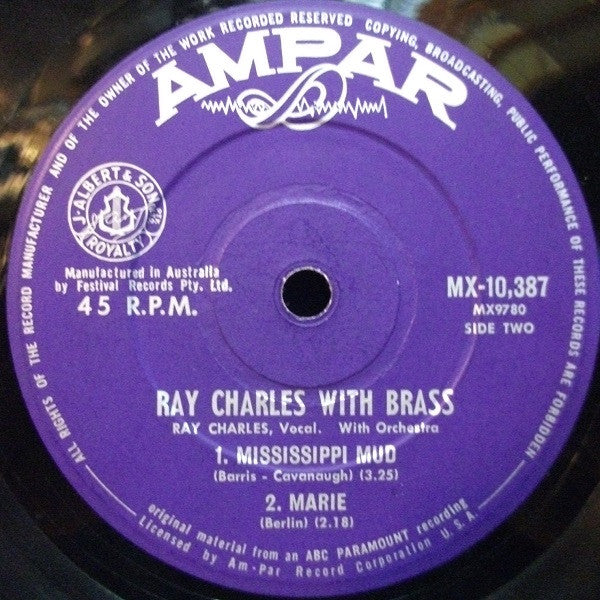 ALL RIGHTS OF THE RECORD MANUFACTURER AND OF THE OWNER OF THE WORK RECORDED RESERVED COPYING, BROADCASTING, PUBLIC PERFORMANCE OF THESE RECORDS ARE FORBIDDEN
AMPAR
J. ALBERT & SON
ROYALTY
Manufactured in Australia
by Festival Records Pty. Ltd.
45 R.P.M.
MX-10,387
MX9780
SIDE TWO
RAY CHARLES WITH BRASS
RAY CHARLES, Vocal. With Orchestra
1. MISSISSIPPI MUD
(Barris - Cavanaugh) (3.25)
2. MARIE
(Berlin) (2.18)
original material from an ABC PARAMOUNT recording
Licensed by Am-Par Record Corporation U.S.A.